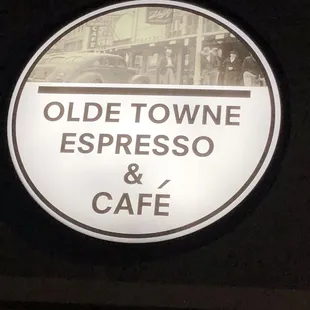 OLDE TOWNE
ESPRESSO
&
CAFÉ